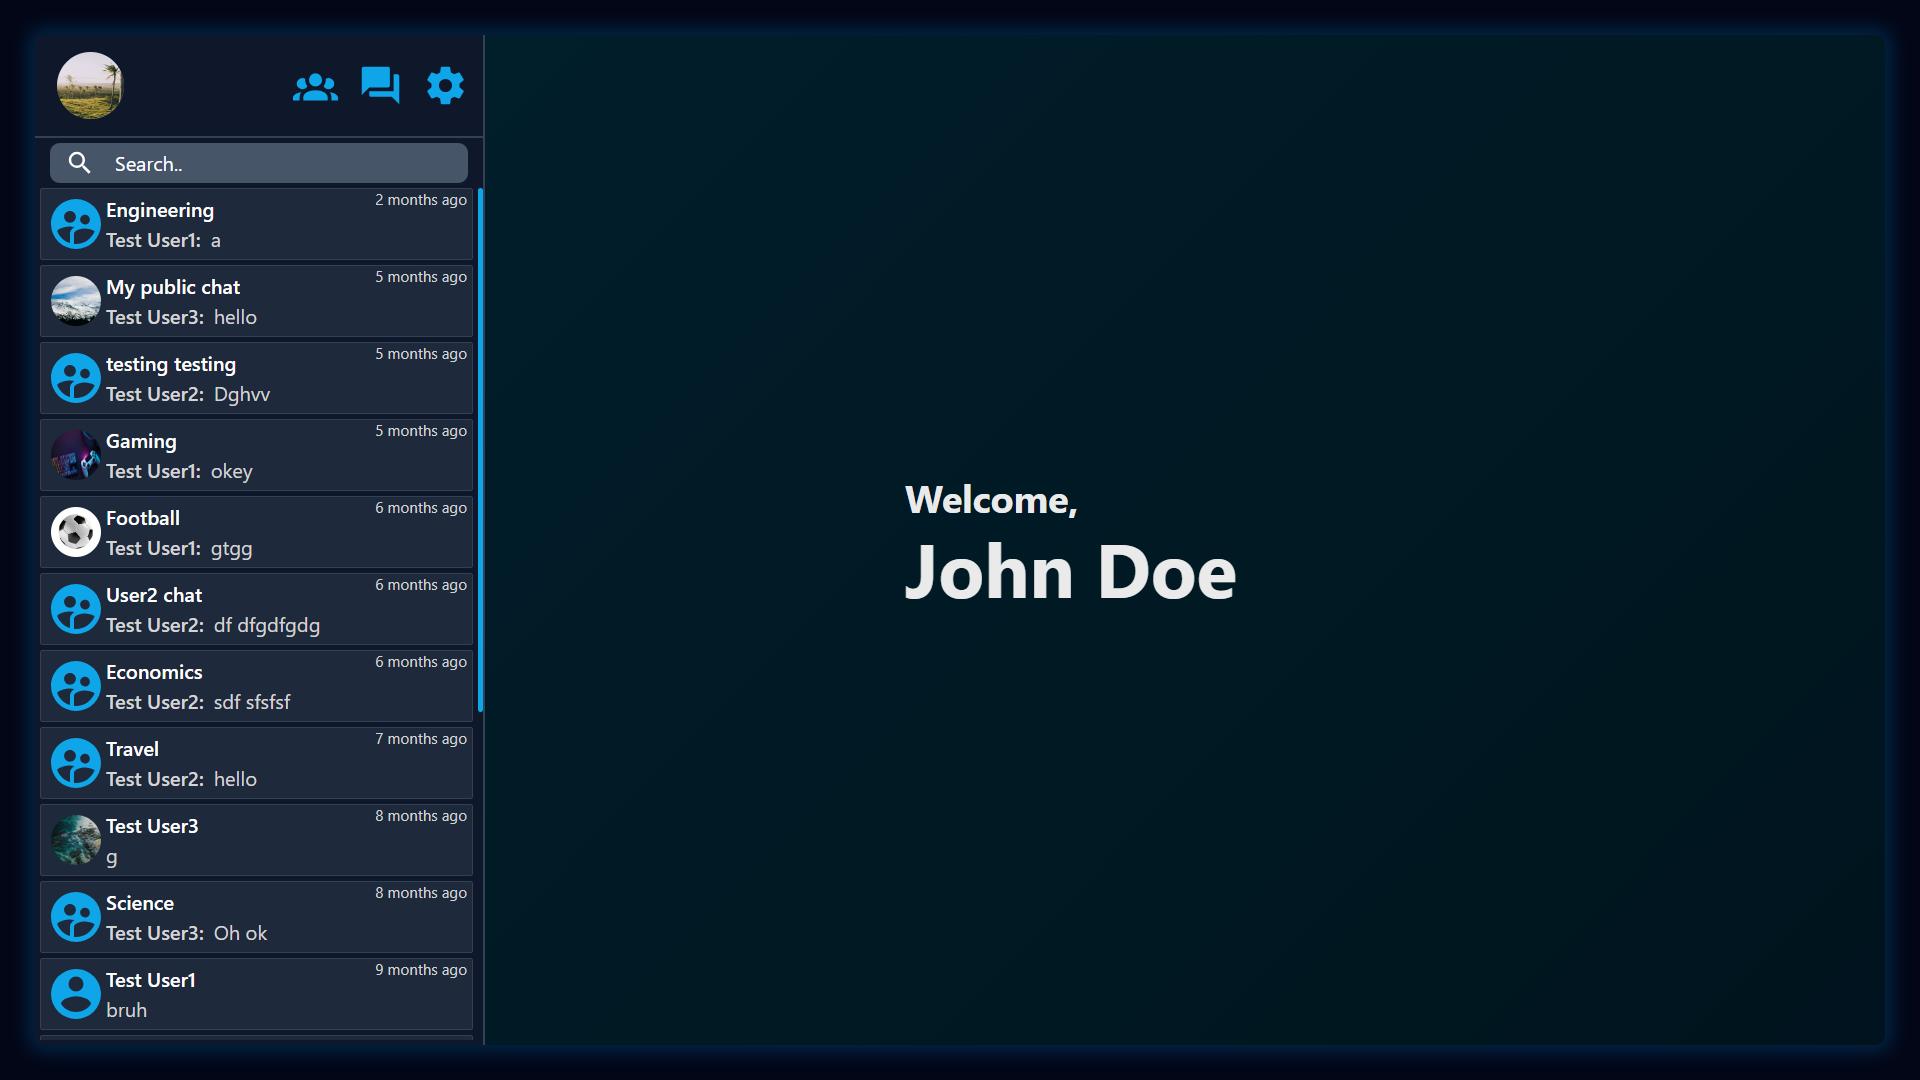 Search..
Engineering
2 months ago
Test User1: a
My public chat
5 months ago
Test User3: hello
testing testing
5 months ago
Test User2: Dghvv
Gaming
5 months ago
Test User1: okey
Football
6 months ago
Test User1: gtgg
User2 chat
6 months ago
Test User2: df dfgdfgdg
Economics
6 months ago
Test User2: sdf sfsfsf
Travel
7 months ago
Test User2: hello
Test User3
8 months ago
g
Science
8 months ago
Test User3: Oh ok
Test User1
9 months ago
bruh
Welcome,
John Doe